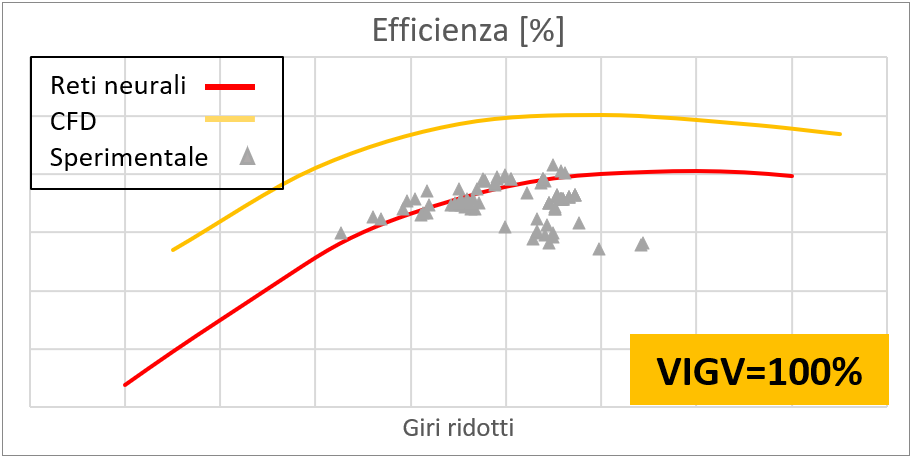 Efficienza [%]
Reti neurali
CFD
Sperimentale
VIGV=100%
Giri ridotti